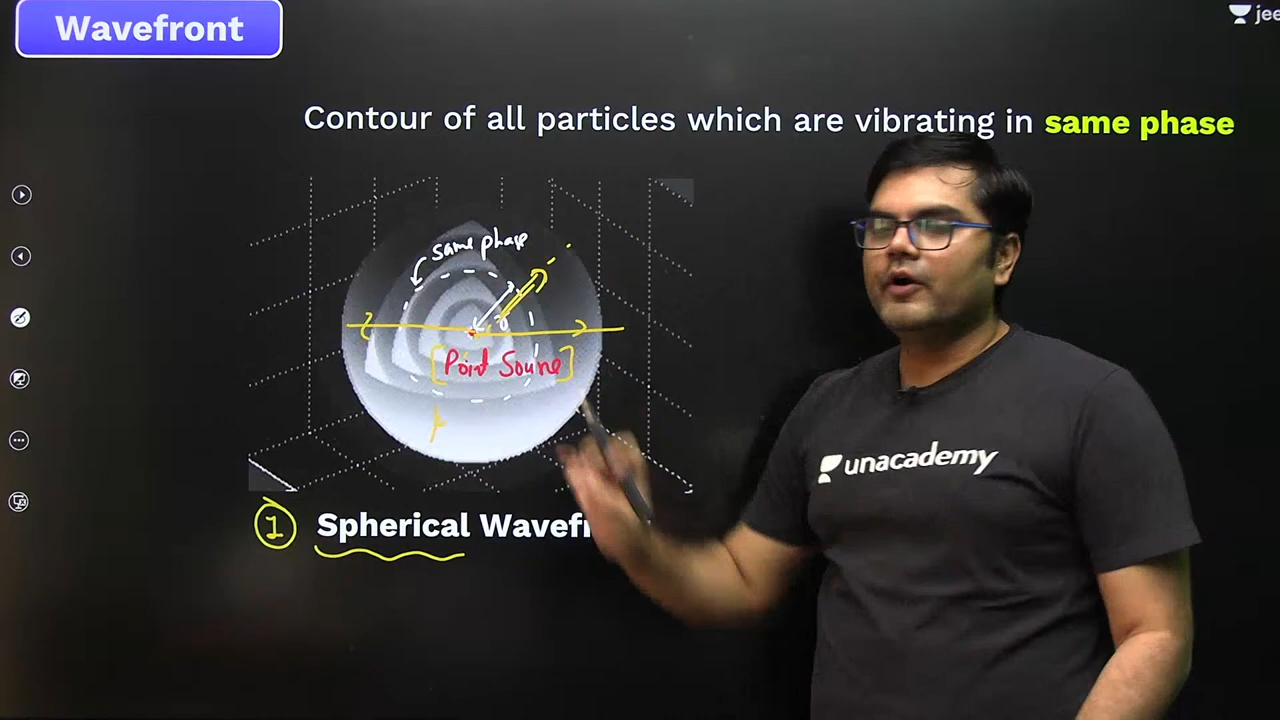 Wavefront
jee
Contour of all particles which are vibrating in same phase
same phase
[Point Source]
unacademy
1 Spherical Wavef